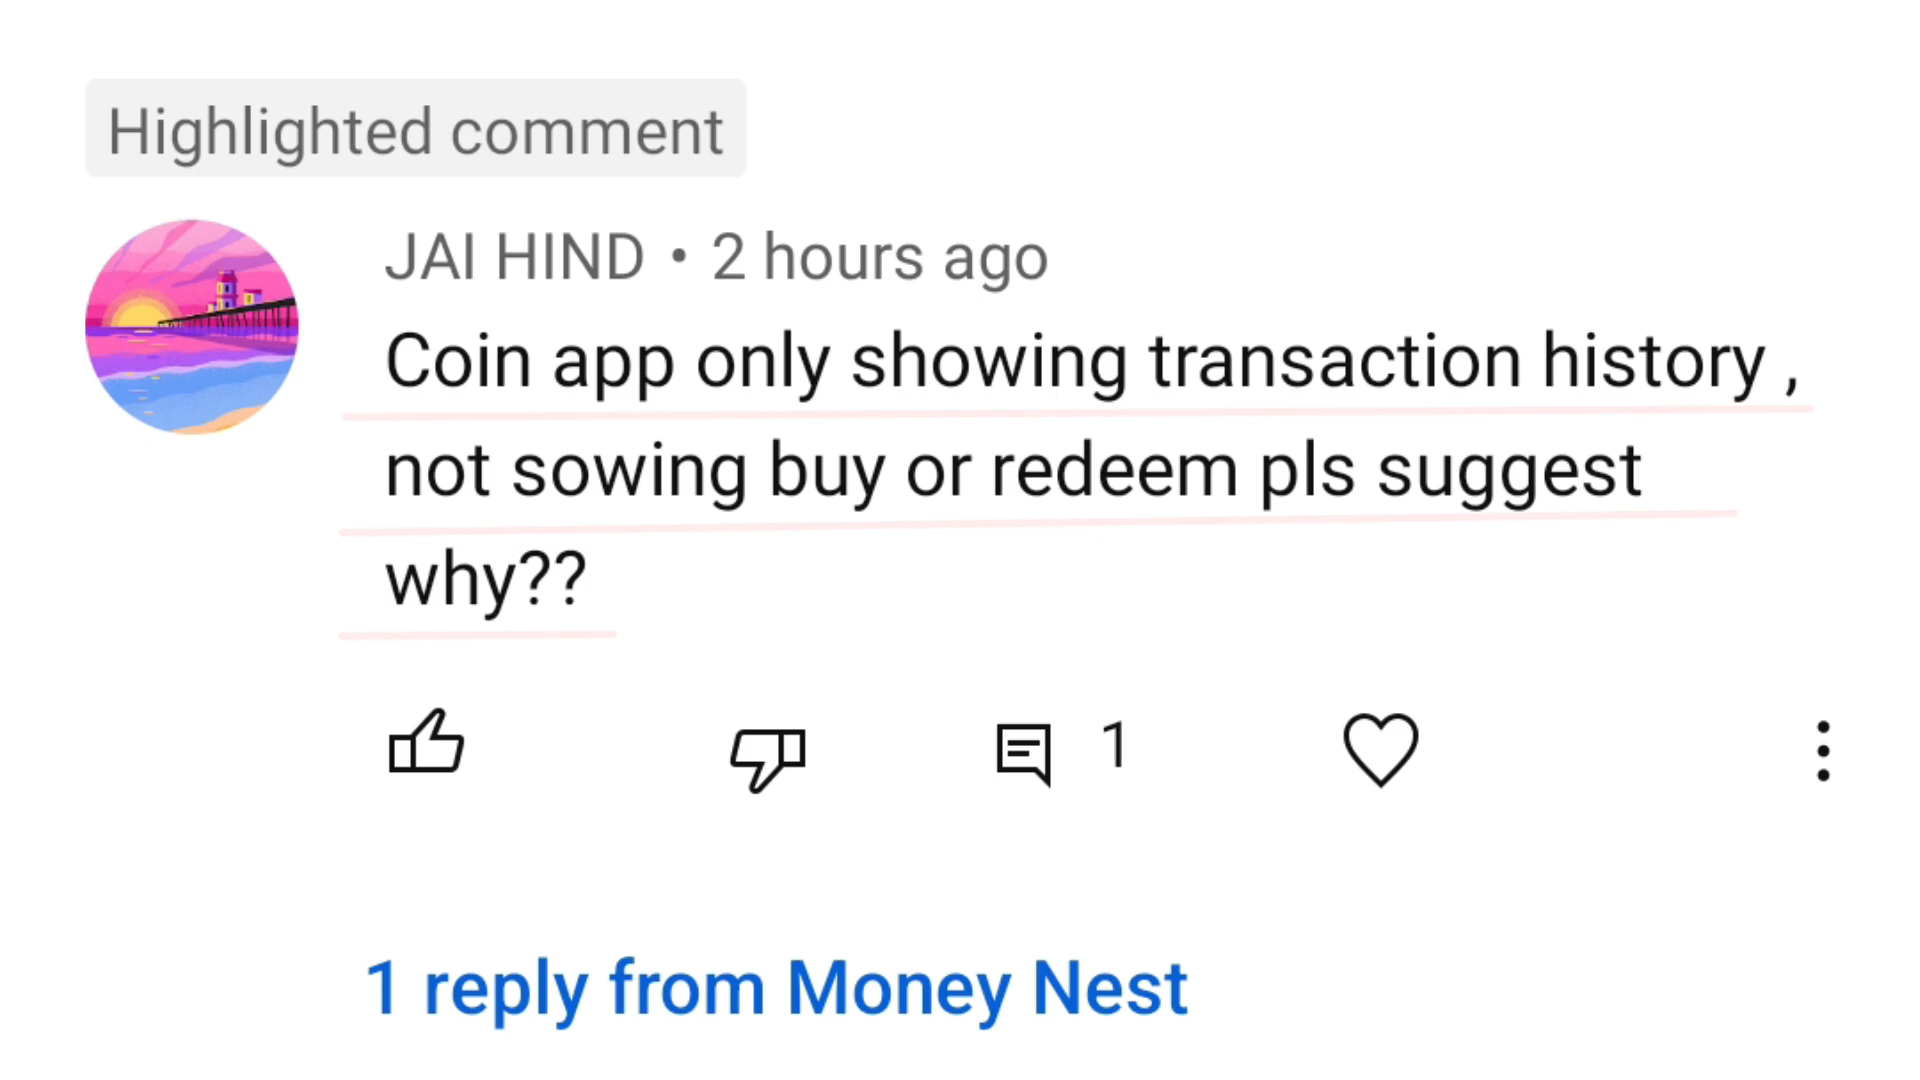 Highlighted comment
JAI HIND • 2 hours ago
Coin app only showing transaction history ,
not sowing buy or redeem pls suggest
why??
1
1 reply from Money Nest